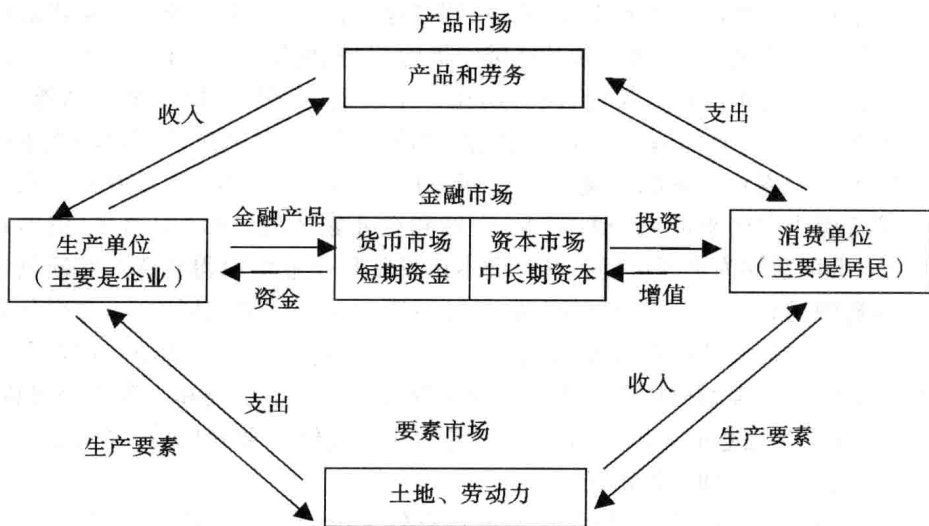 产品市场
产品和劳务
收入
支出
金融市场
生产单位
（主要是企业）
金融产品
资金
货币市场
短期资金
资本市场
中长期资本
投资
增值
消费单位
（主要是居民）
支出
生产要素
收入
生产要素
要素市场
土地、劳动力